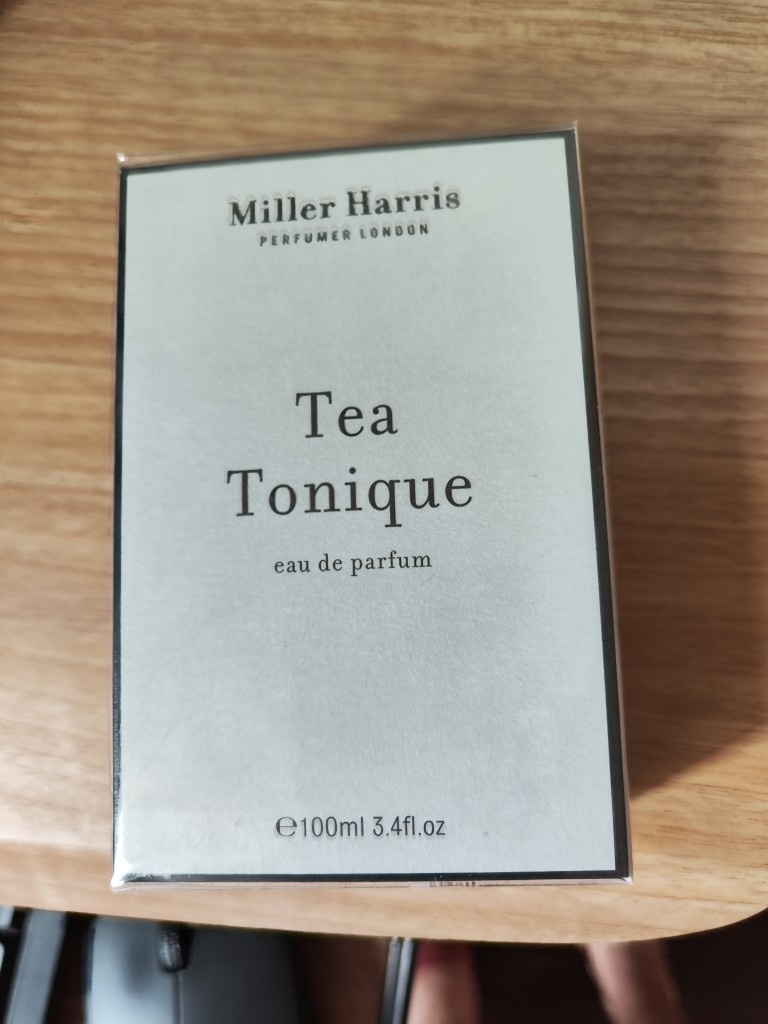 Miller Harris
PERFUMER LONDON
Tea
Tonique
eau de parfum
℮100ml 3.4fl.oz